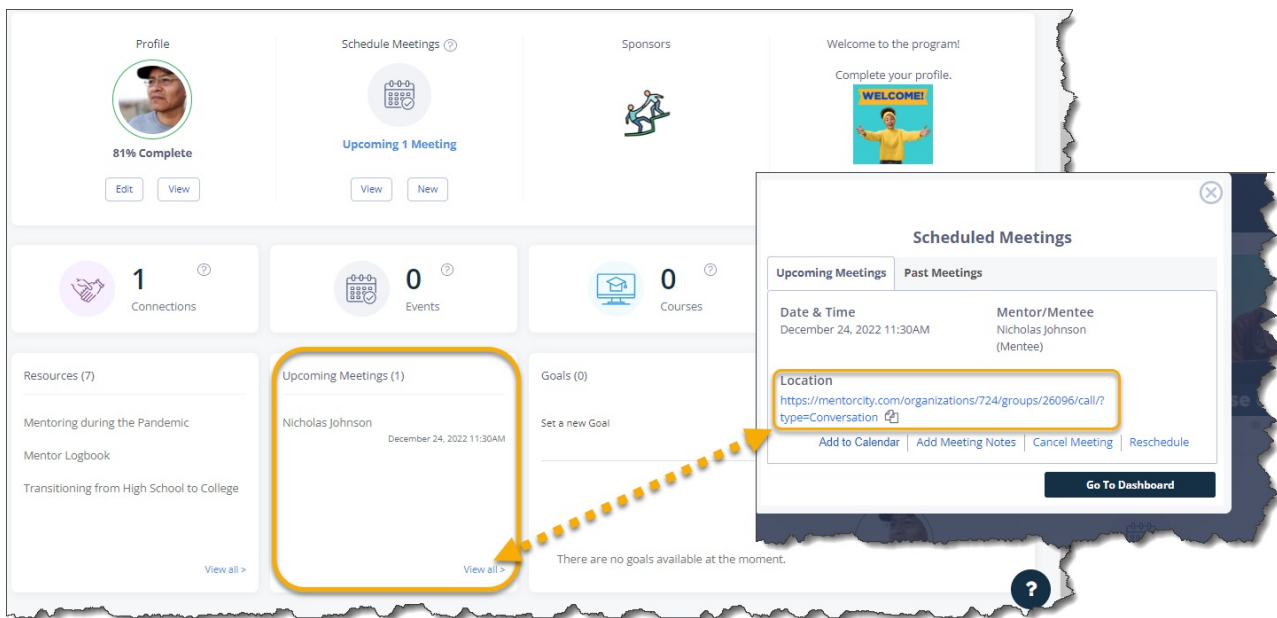 Profile
81% Complete
Edit
View
Schedule Meetings ?
Upcoming 1 Meeting
View
New
Sponsors
Welcome to the program!
Complete your profile.
WELCOME!
1
Connections
?
0
Events
?
0
Courses
?
Resources (7)
Mentoring during the Pandemic
Mentor Logbook
Transitioning from High School to College
View all >
Upcoming Meetings (1)
Nicholas Johnson
December 24, 2022 11:30AM
View all >
Goals (0)
Set a new Goal
There are no goals available at the moment.
?
Scheduled Meetings
Upcoming Meetings
Past Meetings
Date & Time
December 24, 2022 11:30AM
Mentor/Mentee
Nicholas Johnson
(Mentee)
Location
https://mentorcity.com/organizations/724/groups/26096/call/?
type=Conversation
Add to Calendar | Add Meeting Notes | Cancel Meeting | Reschedule
Go To Dashboard